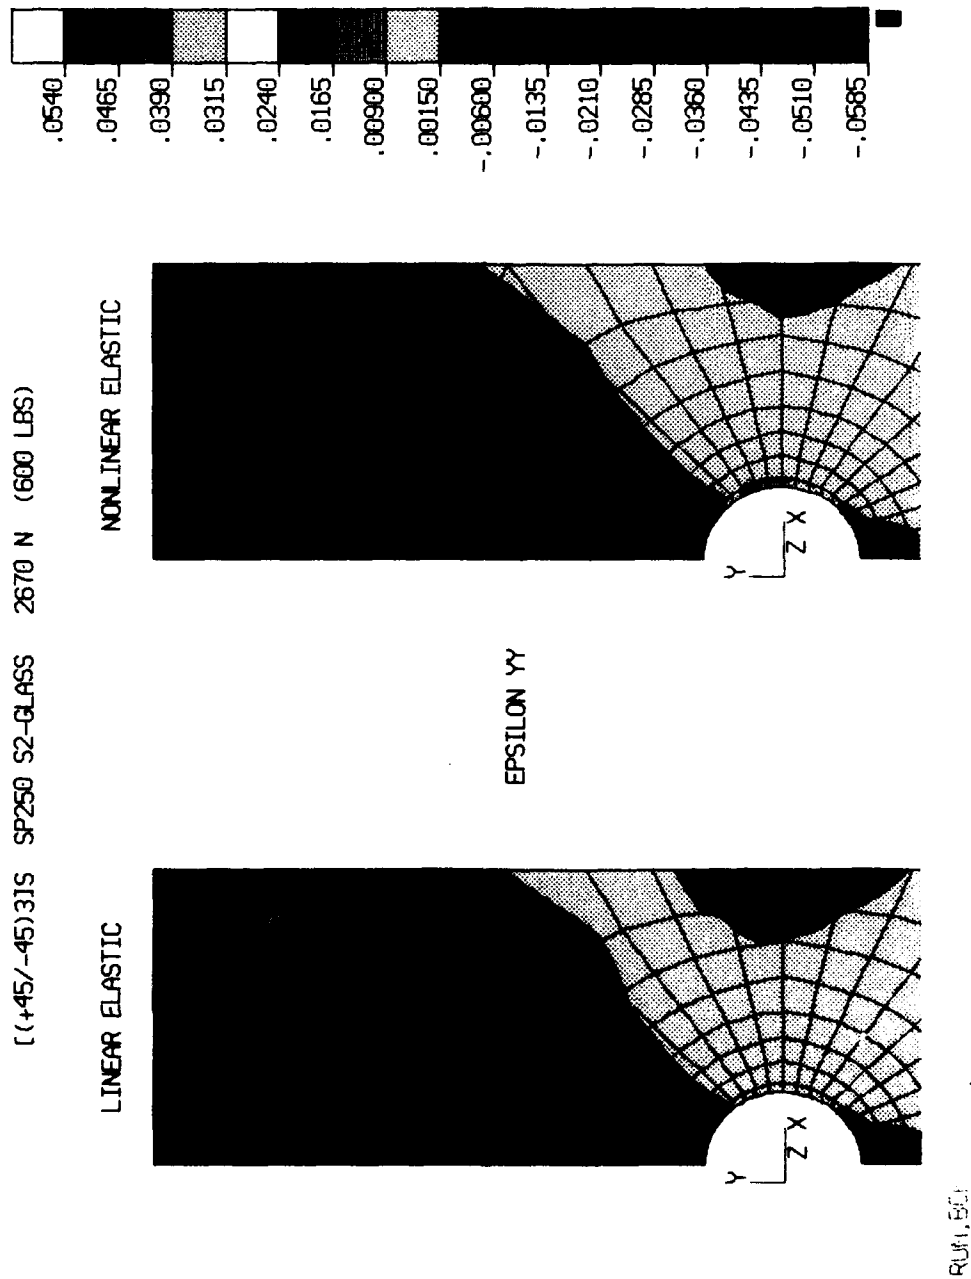 [(+45/-45)3]S SP250 S2-GLASS 2670 N (600 LBS)
LINEAR ELASTIC
NONLINEAR ELASTIC
EPSILON YY
Y
Z X
Y
Z X
.0540
.0465
.0390
.0315
.0240
.0165
.00900
.00150
-.00600
-.0135
-.0210
-.0285
-.0360
-.0435
-.0510
-.0585
RUN,